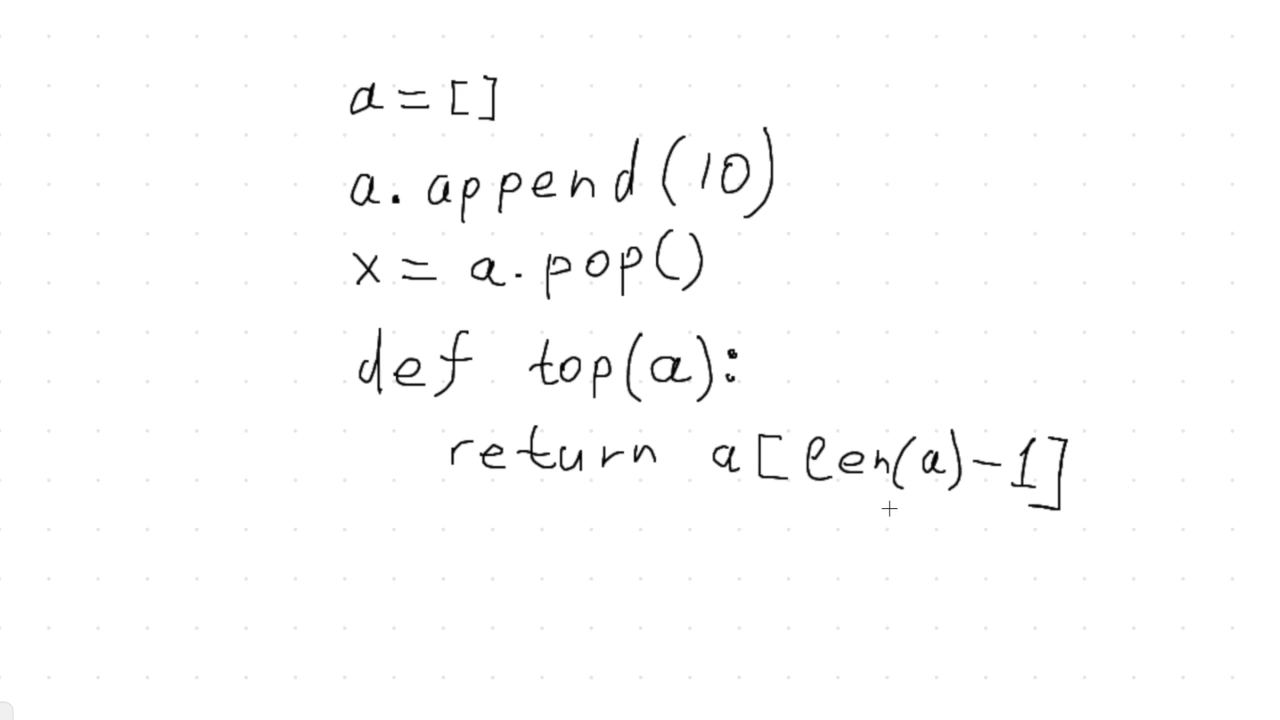 a = []
a.append(10)
x = a.pop()
def top(a):
return a[len(a)-1]